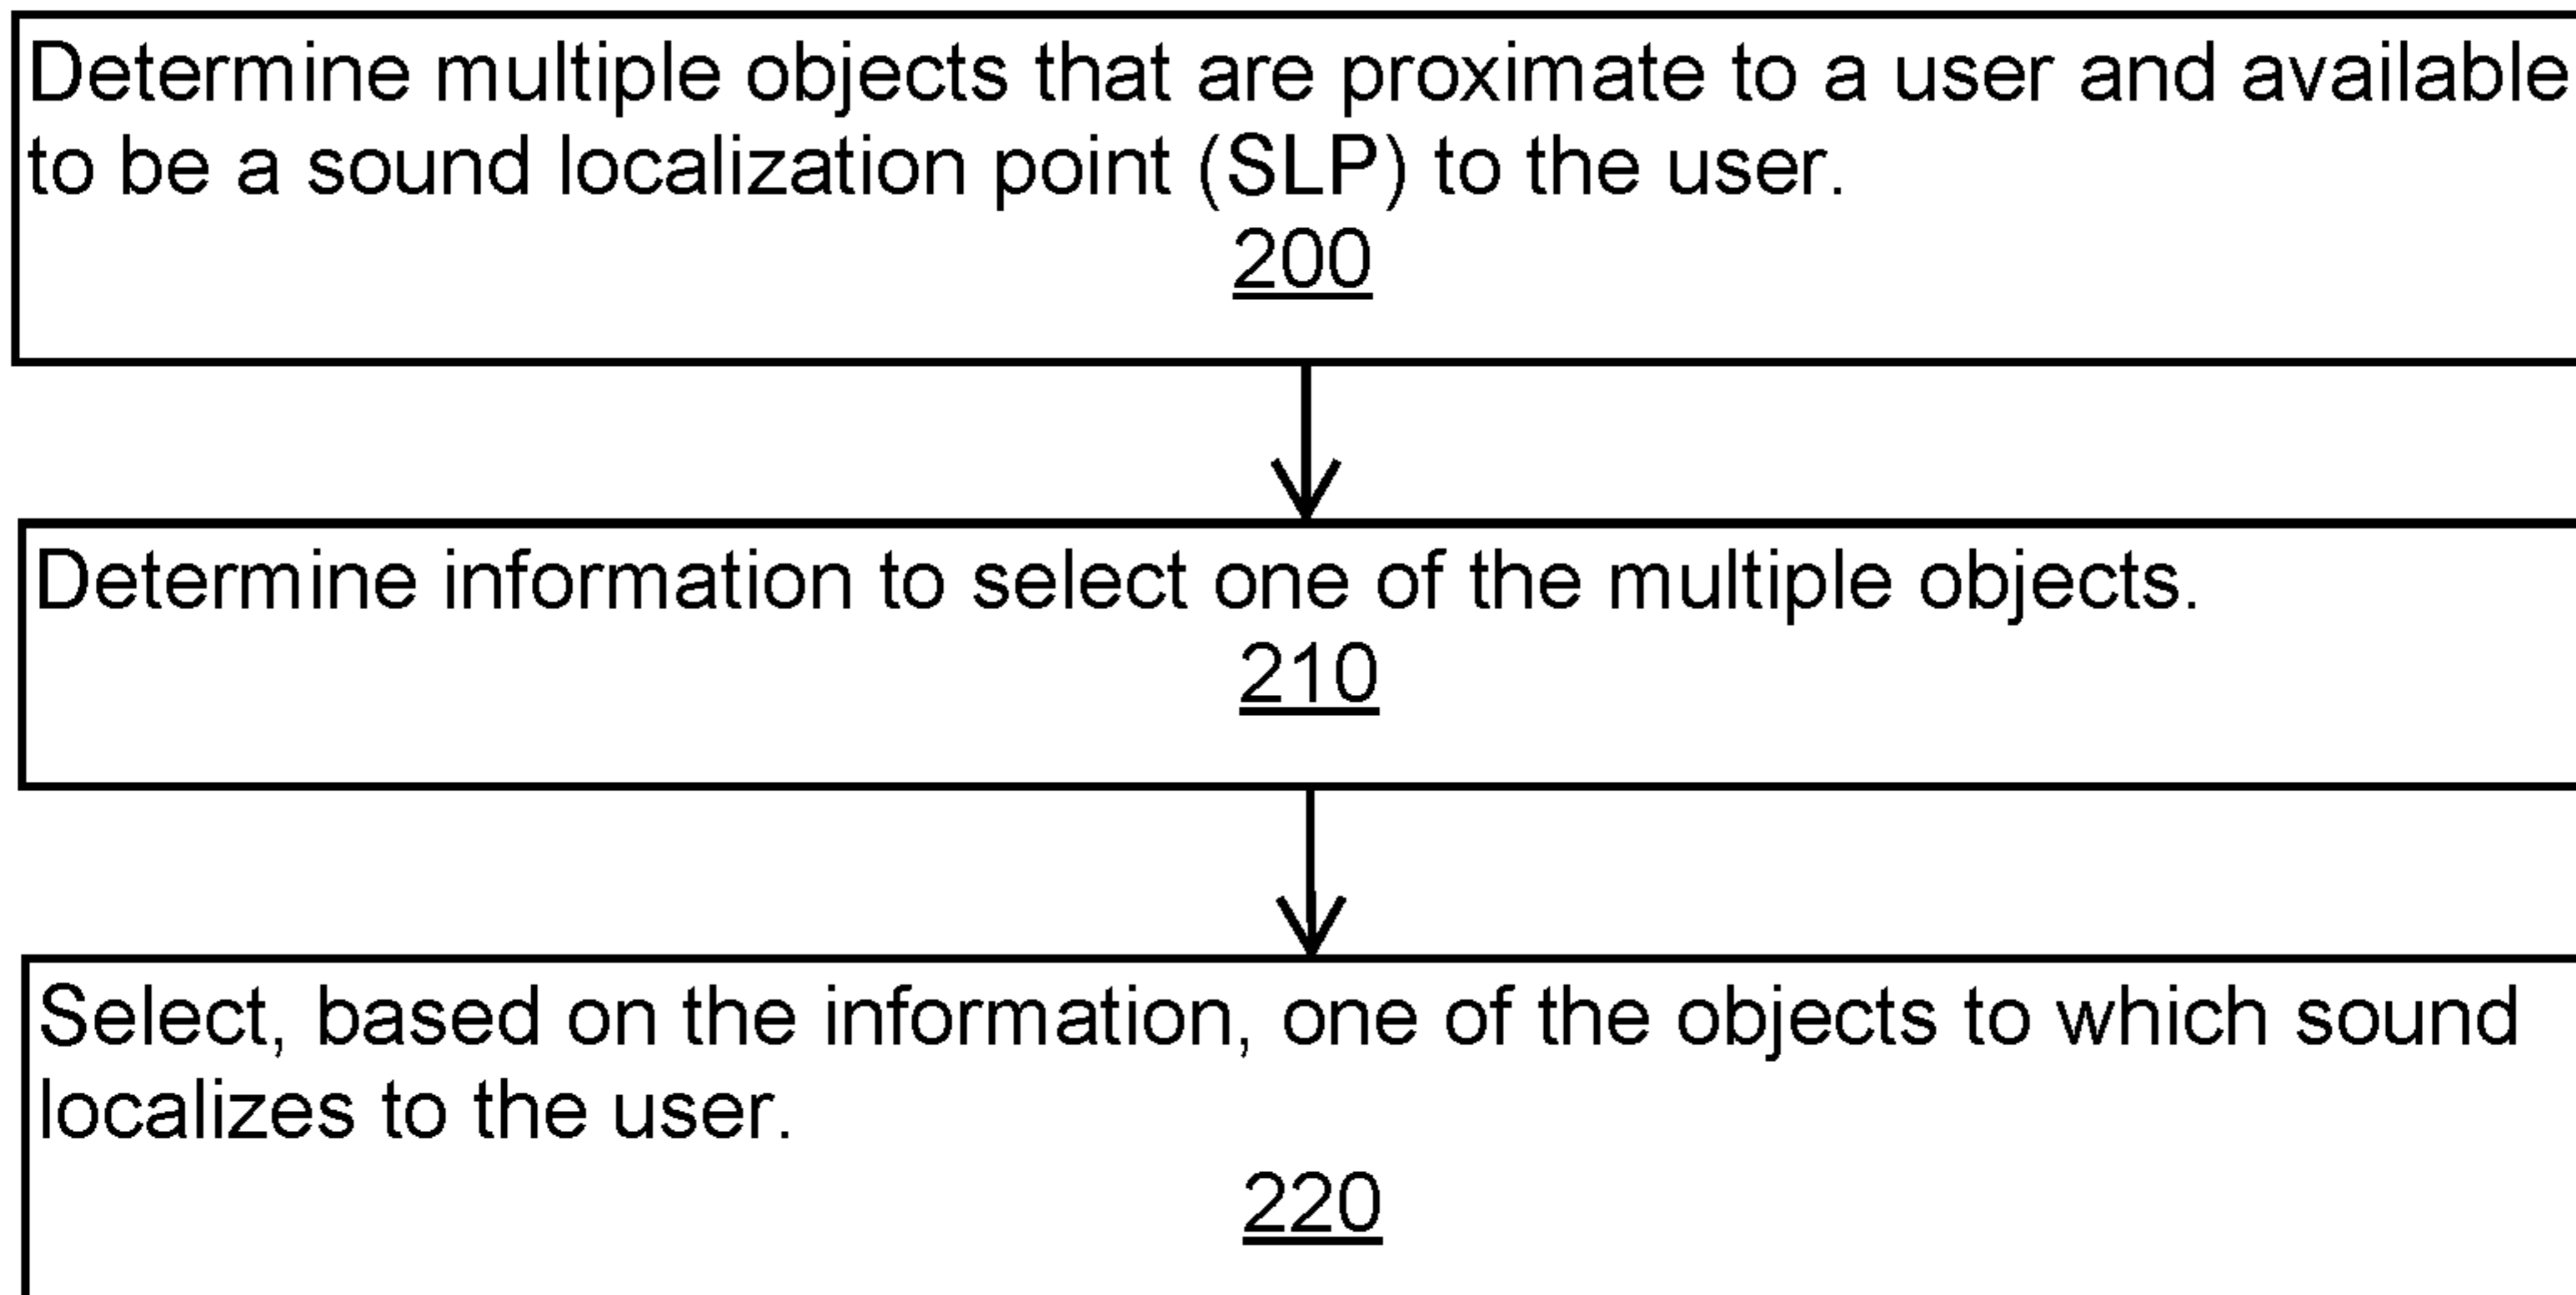 Determine multiple objects that are proximate to a user and available
to be a sound localization point (SLP) to the user.
200
Determine information to select one of the multiple objects.
210
Select, based on the information, one of the objects to which sound
localizes to the user.
220